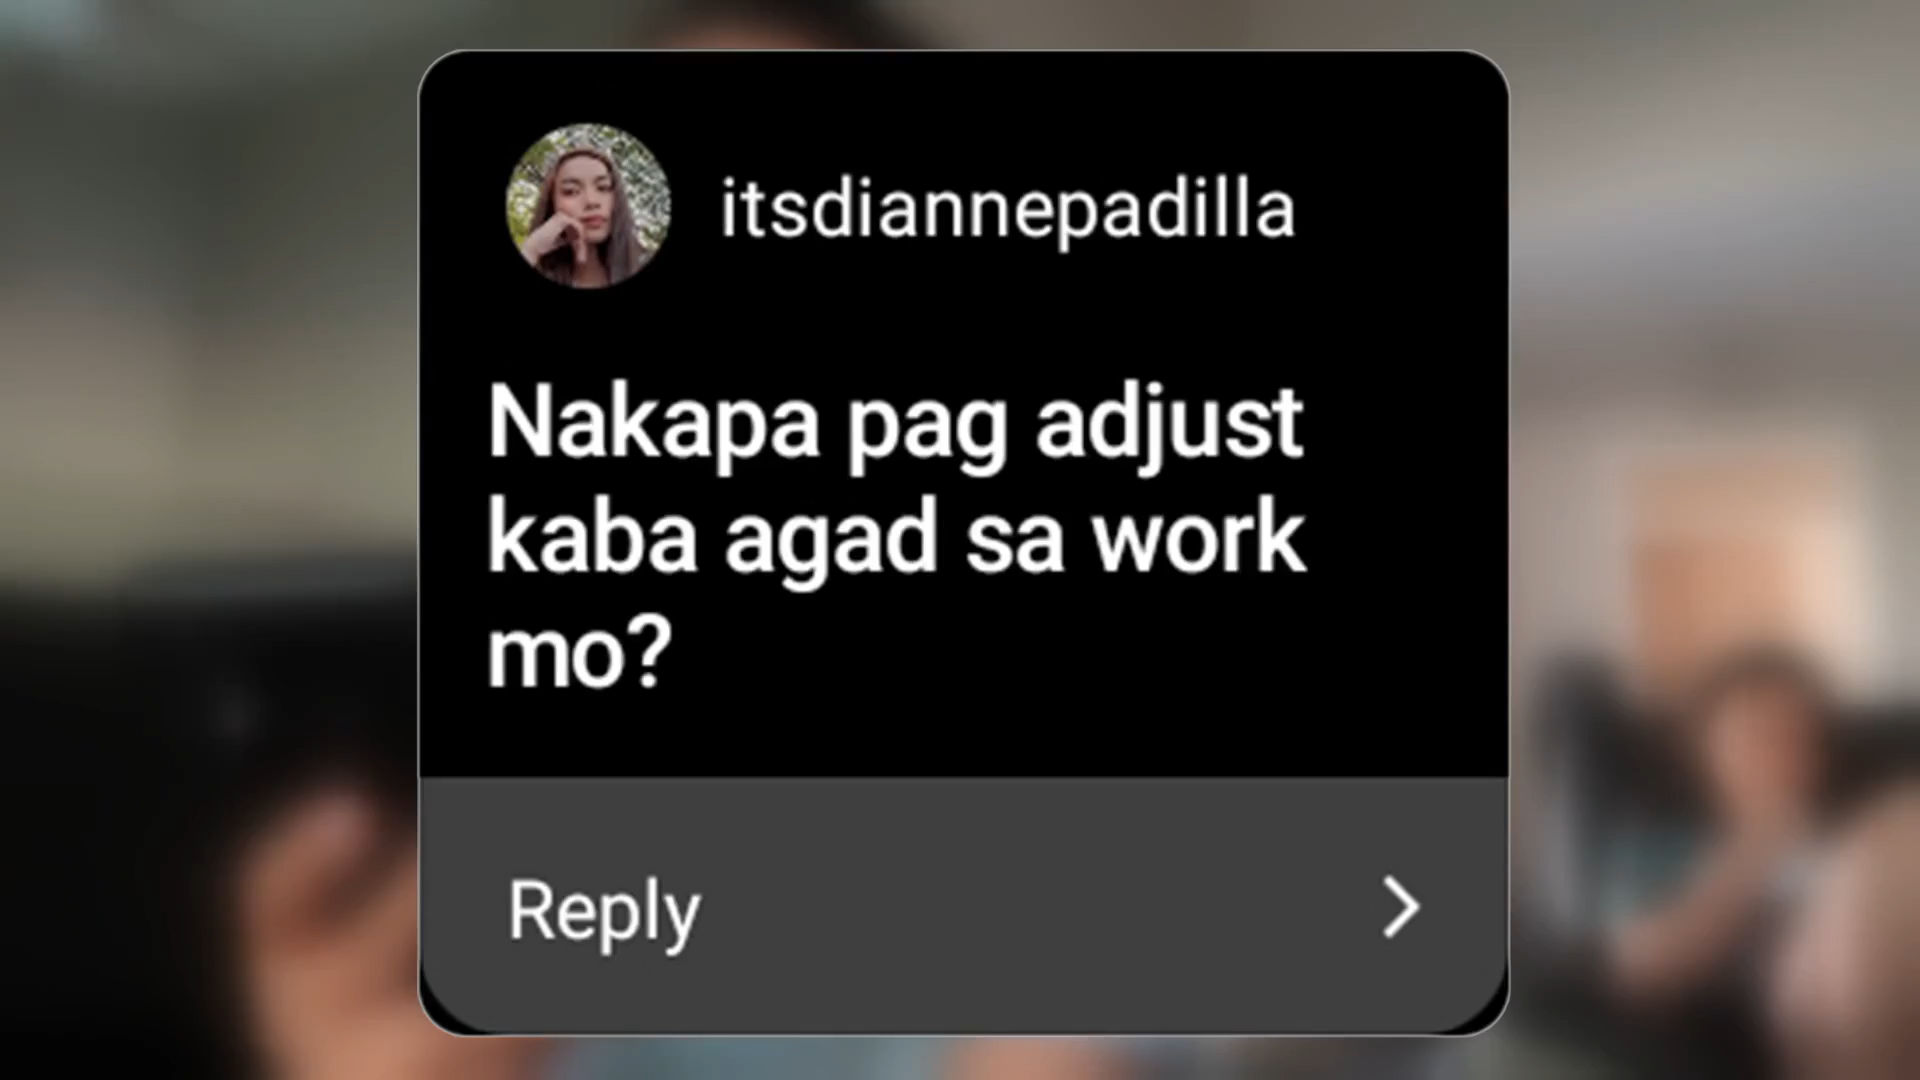 itsdiannepadilla
Nakapa pag adjust
kaba agad sa work
mo?
Reply